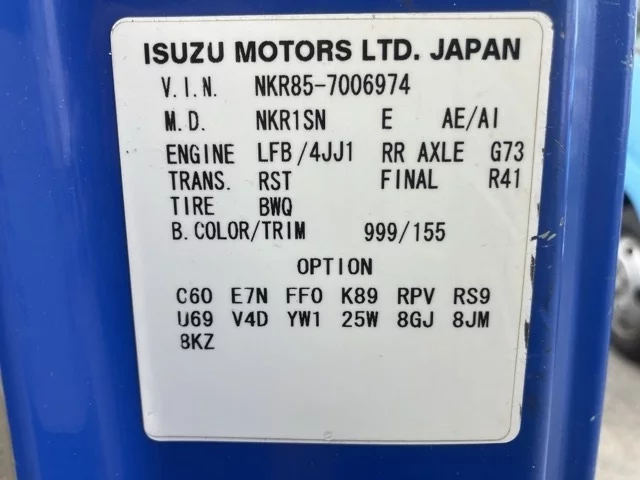 ISUZU MOTORS LTD. JAPAN
V.I.N. NKR85-7006974
M.D. NKR1SN E AE/AI
ENGINE LFB/4JJ1 RR AXLE G73
TRANS. RST FINAL R41
TIRE BWQ
B.COLOR/TRIM 999/155
OPTION
C60 E7N FF0 K89 RPV RS9
U69 V4D YW1 25W 8GJ 8JM
8KZ